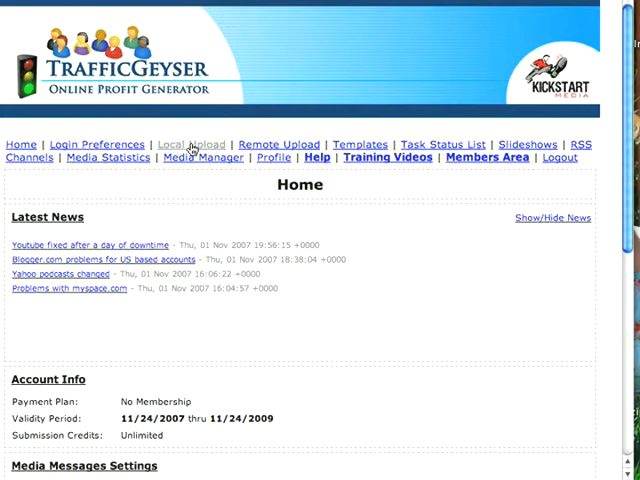 TRAFFICGEYSER
ONLINE PROFIT GENERATOR
KICKSTART
MEDIA
Home | Login Preferences | Local Upload | Remote Upload | Templates | Task Status List | Slideshows | RSS
Channels | Media Statistics | Media Manager | Profile | Help | Training Videos | Members Area | Logout
Home
Latest News
Show/Hide News
Youtube fixed after a day of downtime - Thu, 01 Nov 2007 19:56:15 +0000
Blogger.com problems for US based accounts - Thu, 01 Nov 2007 18:38:04 +0000
Yahoo podcasts changed - Thu, 01 Nov 2007 16:06:22 +0000
Problems with myspace.com - Thu, 01 Nov 2007 16:04:57 +0000
Account Info
Payment Plan: No Membership
Validity Period: 11/24/2007 thru 11/24/2009
Submission Credits: Unlimited
Media Messages Settings